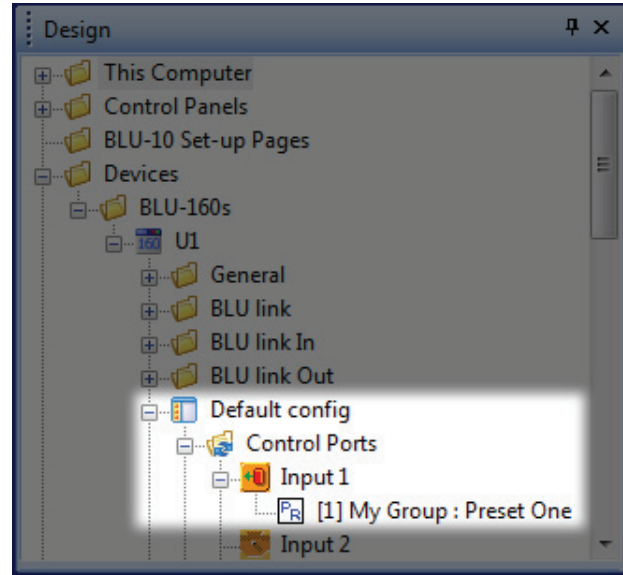 Design
This Computer
Control Panels
BLU-10 Set-up Pages
Devices
BLU-160s
160 U1
General
BLU link
BLU link In
BLU link Out
Default config
Control Ports
Input 1
PR [1] My Group : Preset One
Input 2